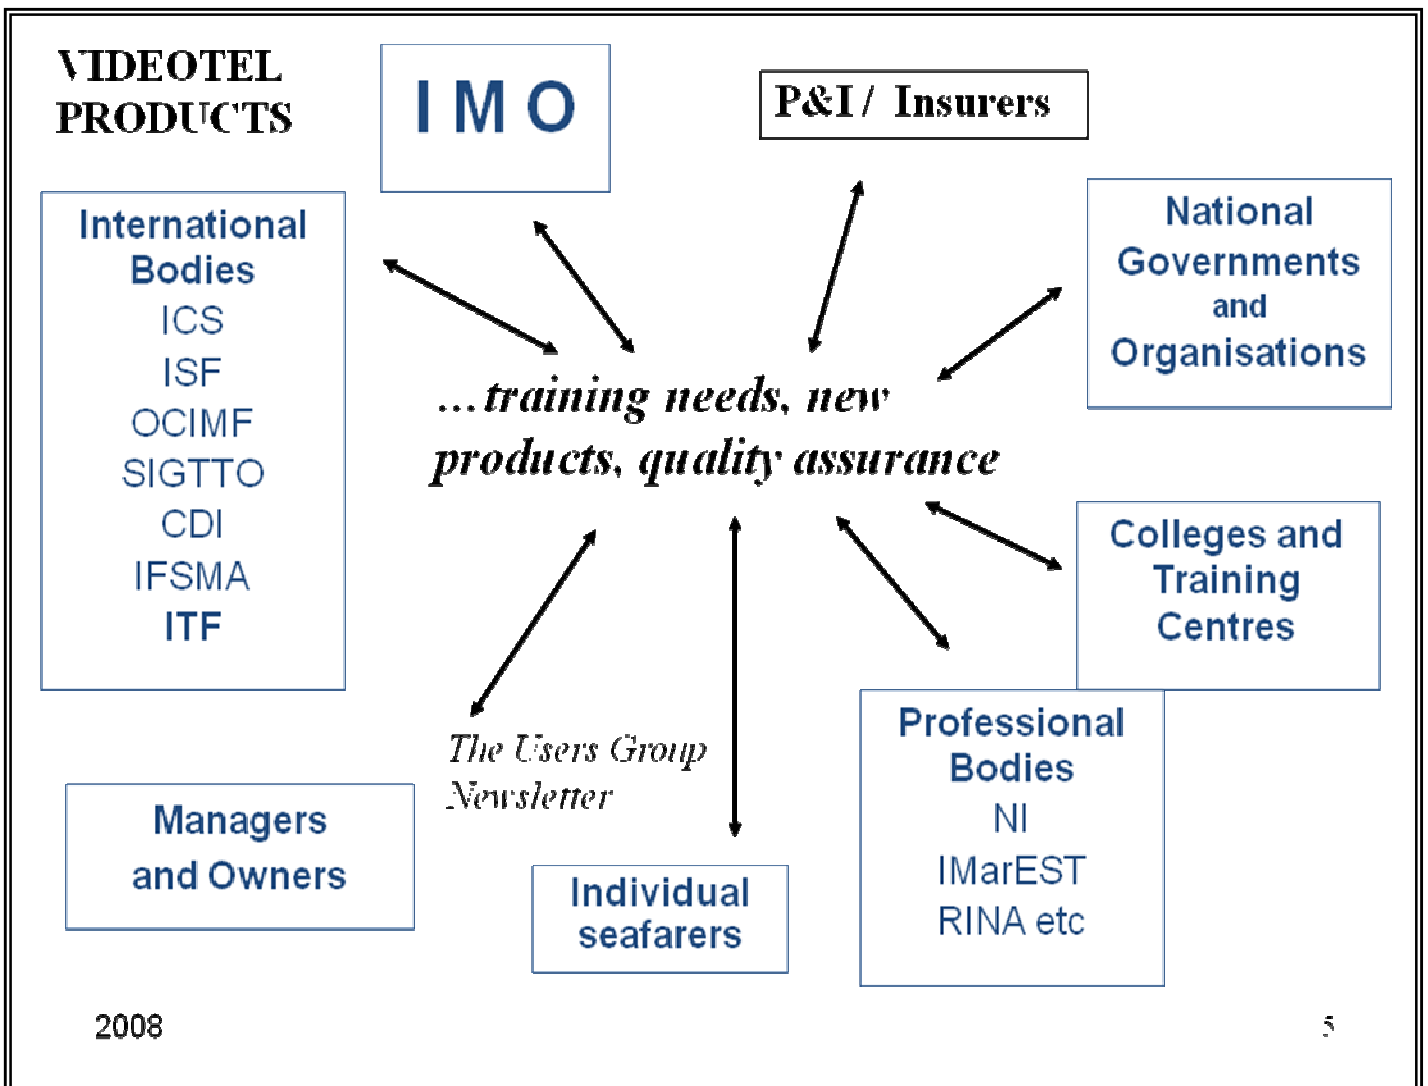 VIDEOTEL
PRODUCTS
I M O
P&I / Insurers
International
Bodies
ICS
ISF
OCIMF
SIGTTO
CDI
IFSMA
ITF
National
Governments
and
Organisations
...training needs, new
products, quality assurance
Colleges and
Training
Centres
The Users Group
Newsletter
Professional
Bodies
NI
IMarEST
RINA etc
Managers
and Owners
Individual
seafarers
2008
5